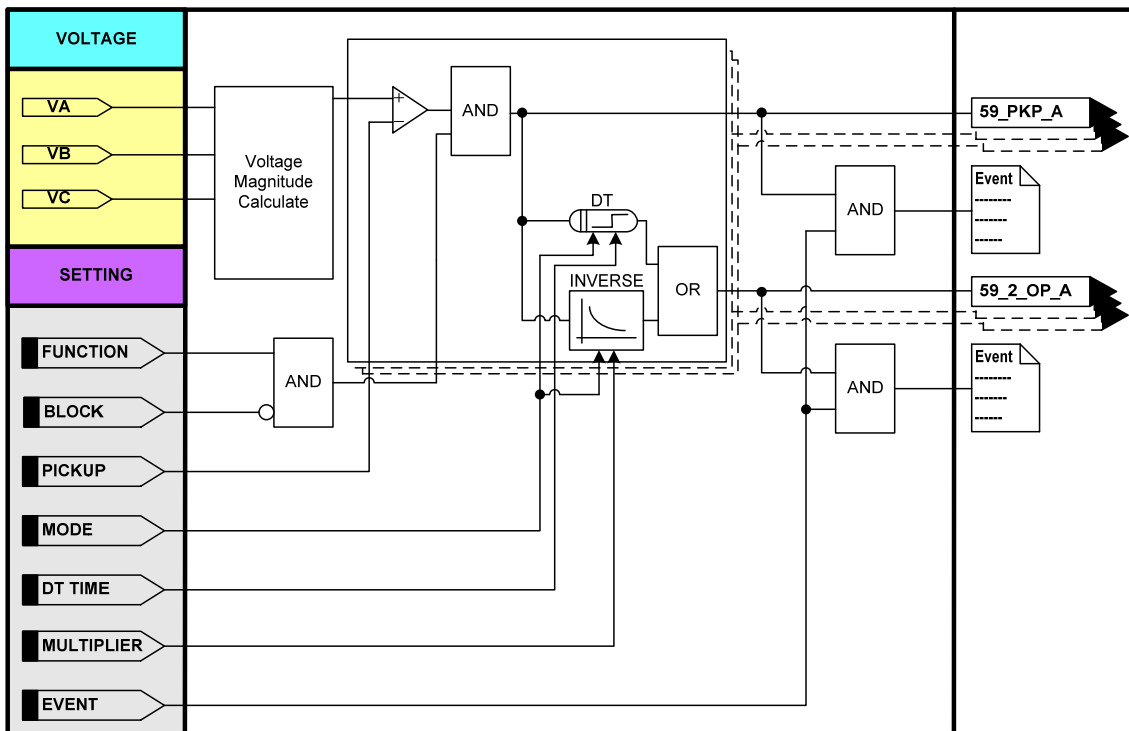 VOLTAGE
VA
VB
VC
SETTING
FUNCTION
BLOCK
PICKUP
MODE
DT TIME
MULTIPLIER
EVENT
Voltage
Magnitude
Calculate
+
−
AND
AND
DT
INVERSE
OR
AND
AND
59_PKP_A
Event
--------
-------
-----
59_2_OP_A
Event
--------
-------
-----